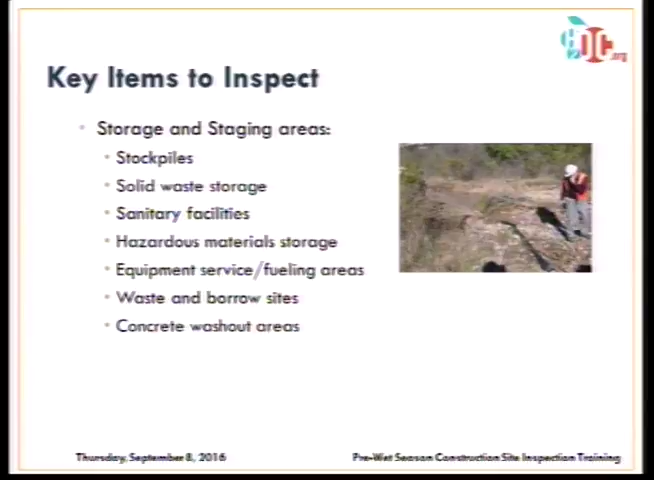 Key Items to Inspect
Storage and Staging areas:
Stockpiles
Solid waste storage
Sanitary facilities
Hazardous materials storage
Equipment service/fueling areas
Waste and borrow sites
Concrete washout areas
Thursday, September 8, 2016
Pre-Wet Season Construction Site Inspection Training